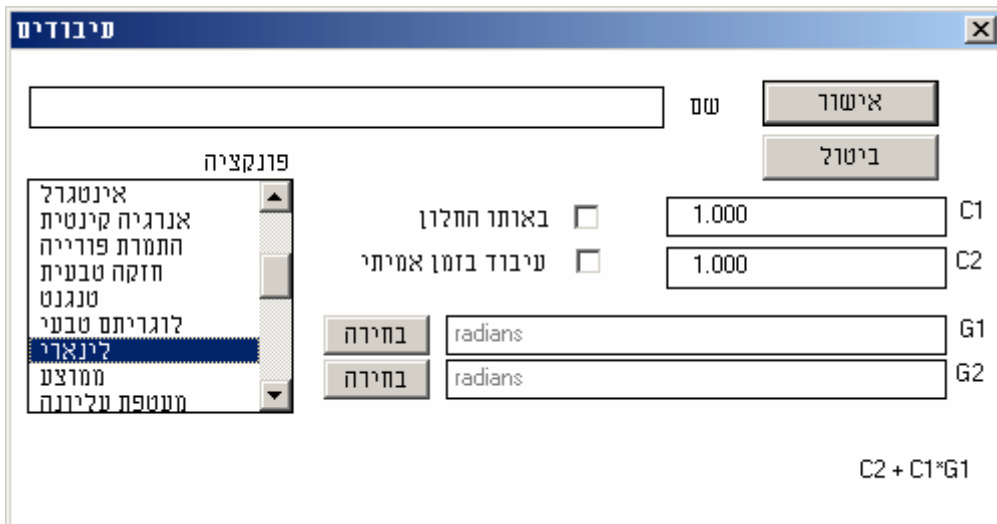 עיבודים
שם
אישור
ביטול
פונקציה
אינטגרל
אנרגיה קינטית
התמרת פורייה
חזקה טבעית
טנגנט
לוגריתם טבעי
לינארי
ממוצע
מעטפת עליונה
באותו החלון
עיבוד בזמן אמיתי
C1 1.000
C2 1.000
G1 radians בחירה
G2 radians בחירה
C2 + C1*G1